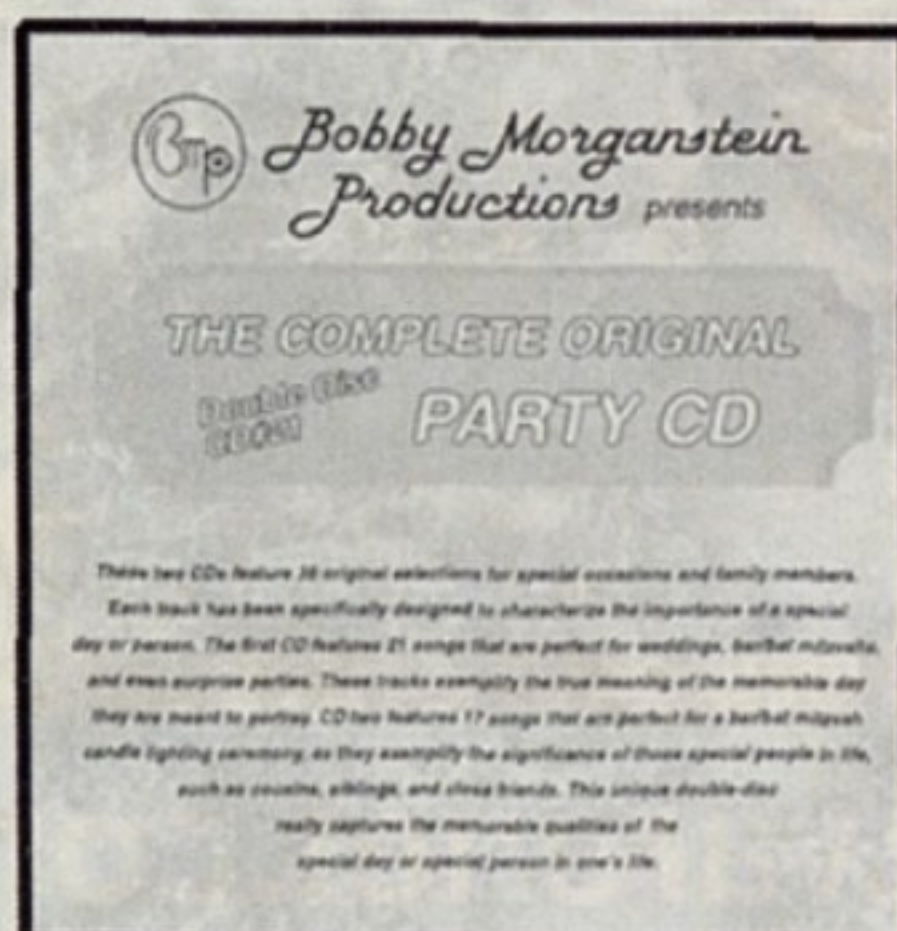 Bmp Bobby Morganstein
Productions presents
THE COMPLETE ORIGINAL
Double Disc
CD#21
PARTY CD
These two CDs feature 38 original selections for special occasions and family members.
Each track has been specifically designed to characterize the importance of a special
day or person. The first CD features 21 songs that are perfect for weddings, bar/bat mitzvahs,
and even surprise parties. These tracks exemplify the true meaning of the memorable day
they are meant to portray. CD two features 17 songs that are perfect for a bar/bat mitzvah
candle lighting ceremony, as they exemplify the significance of those special people in life,
such as cousins, siblings, and close friends. This unique double-disc
really captures the memorable qualities of the
special day or special person in one's life.